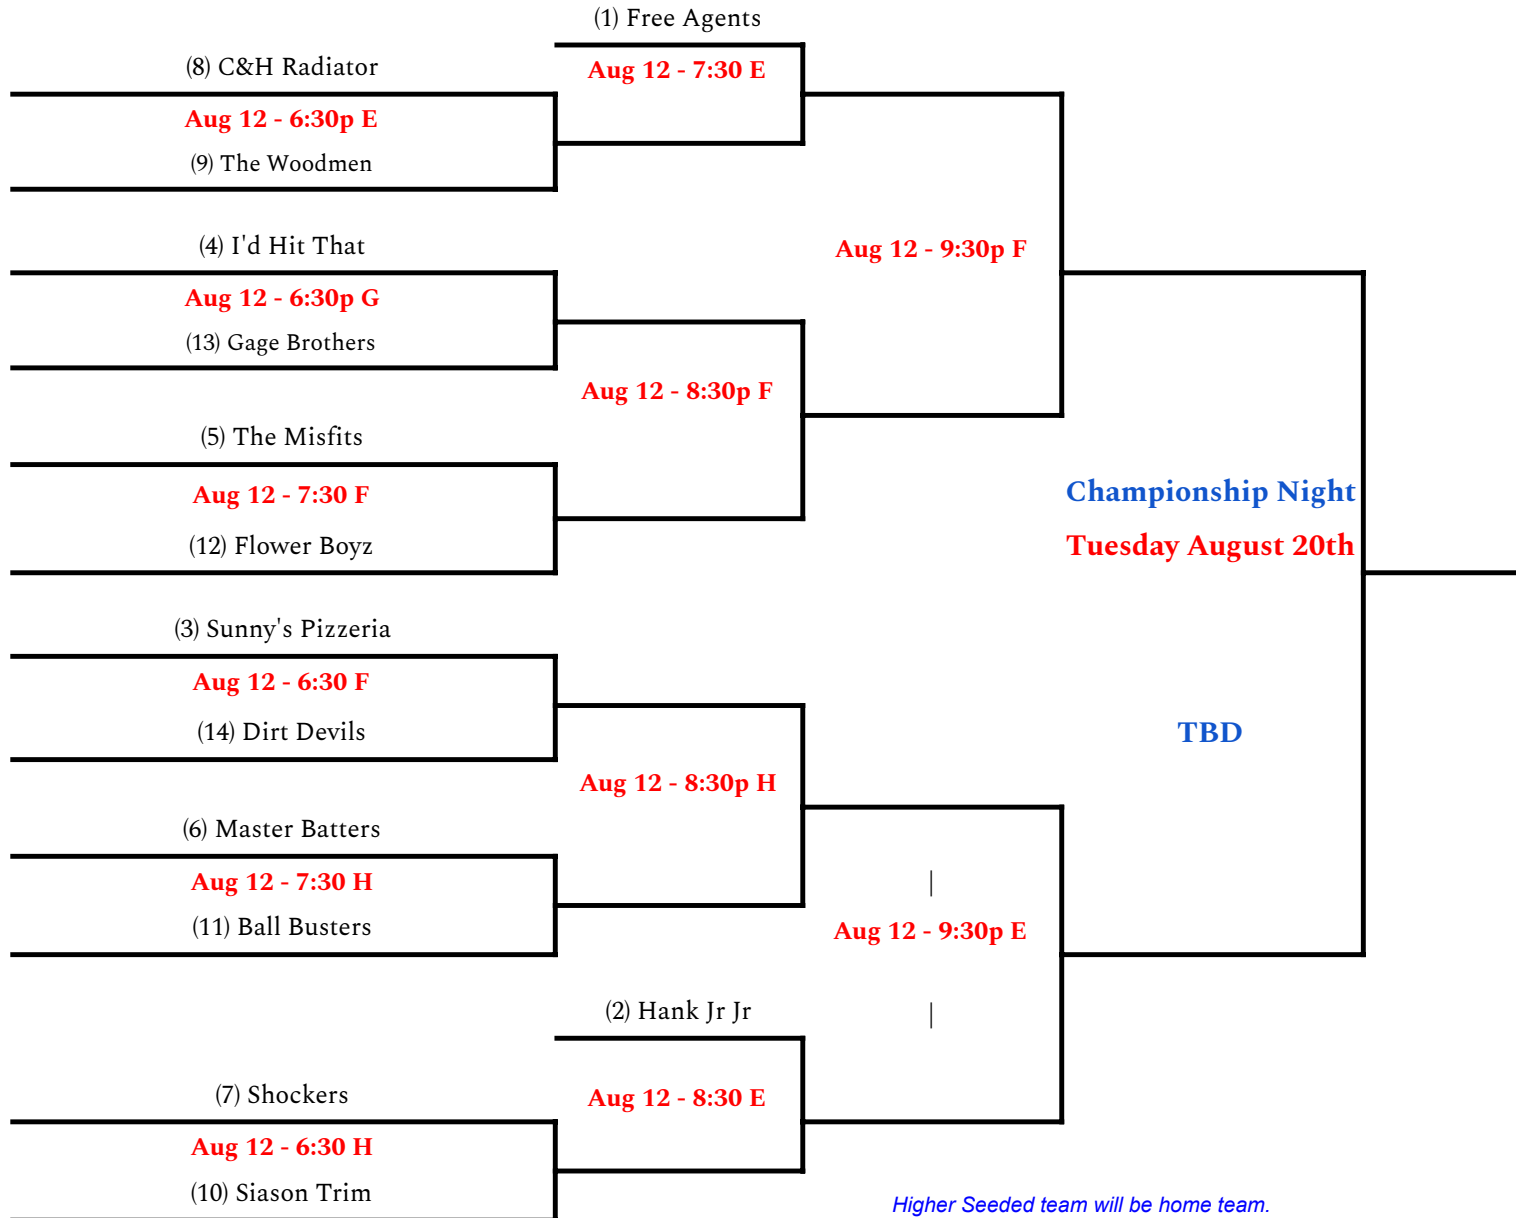 (1) Free Agents
(8) C&H Radiator
Aug 12 - 7:30 E
Aug 12 - 6:30p E
(9) The Woodmen
(4) I'd Hit That
Aug 12 - 9:30p F
Aug 12 - 6:30p G
(13) Gage Brothers
Aug 12 - 8:30p F
(5) The Misfits
Aug 12 - 7:30 F
Championship Night
(12) Flower Boyz
Tuesday August 20th
(3) Sunny's Pizzeria
Aug 12 - 6:30 F
(14) Dirt Devils
TBD
Aug 12 - 8:30p H
(6) Master Batters
Aug 12 - 7:30 H
|
(11) Ball Busters
Aug 12 - 9:30p E
(2) Hank Jr Jr
|
(7) Shockers
Aug 12 - 8:30 E
Aug 12 - 6:30 H
(10) Siason Trim
Higher Seeded team will be home team.